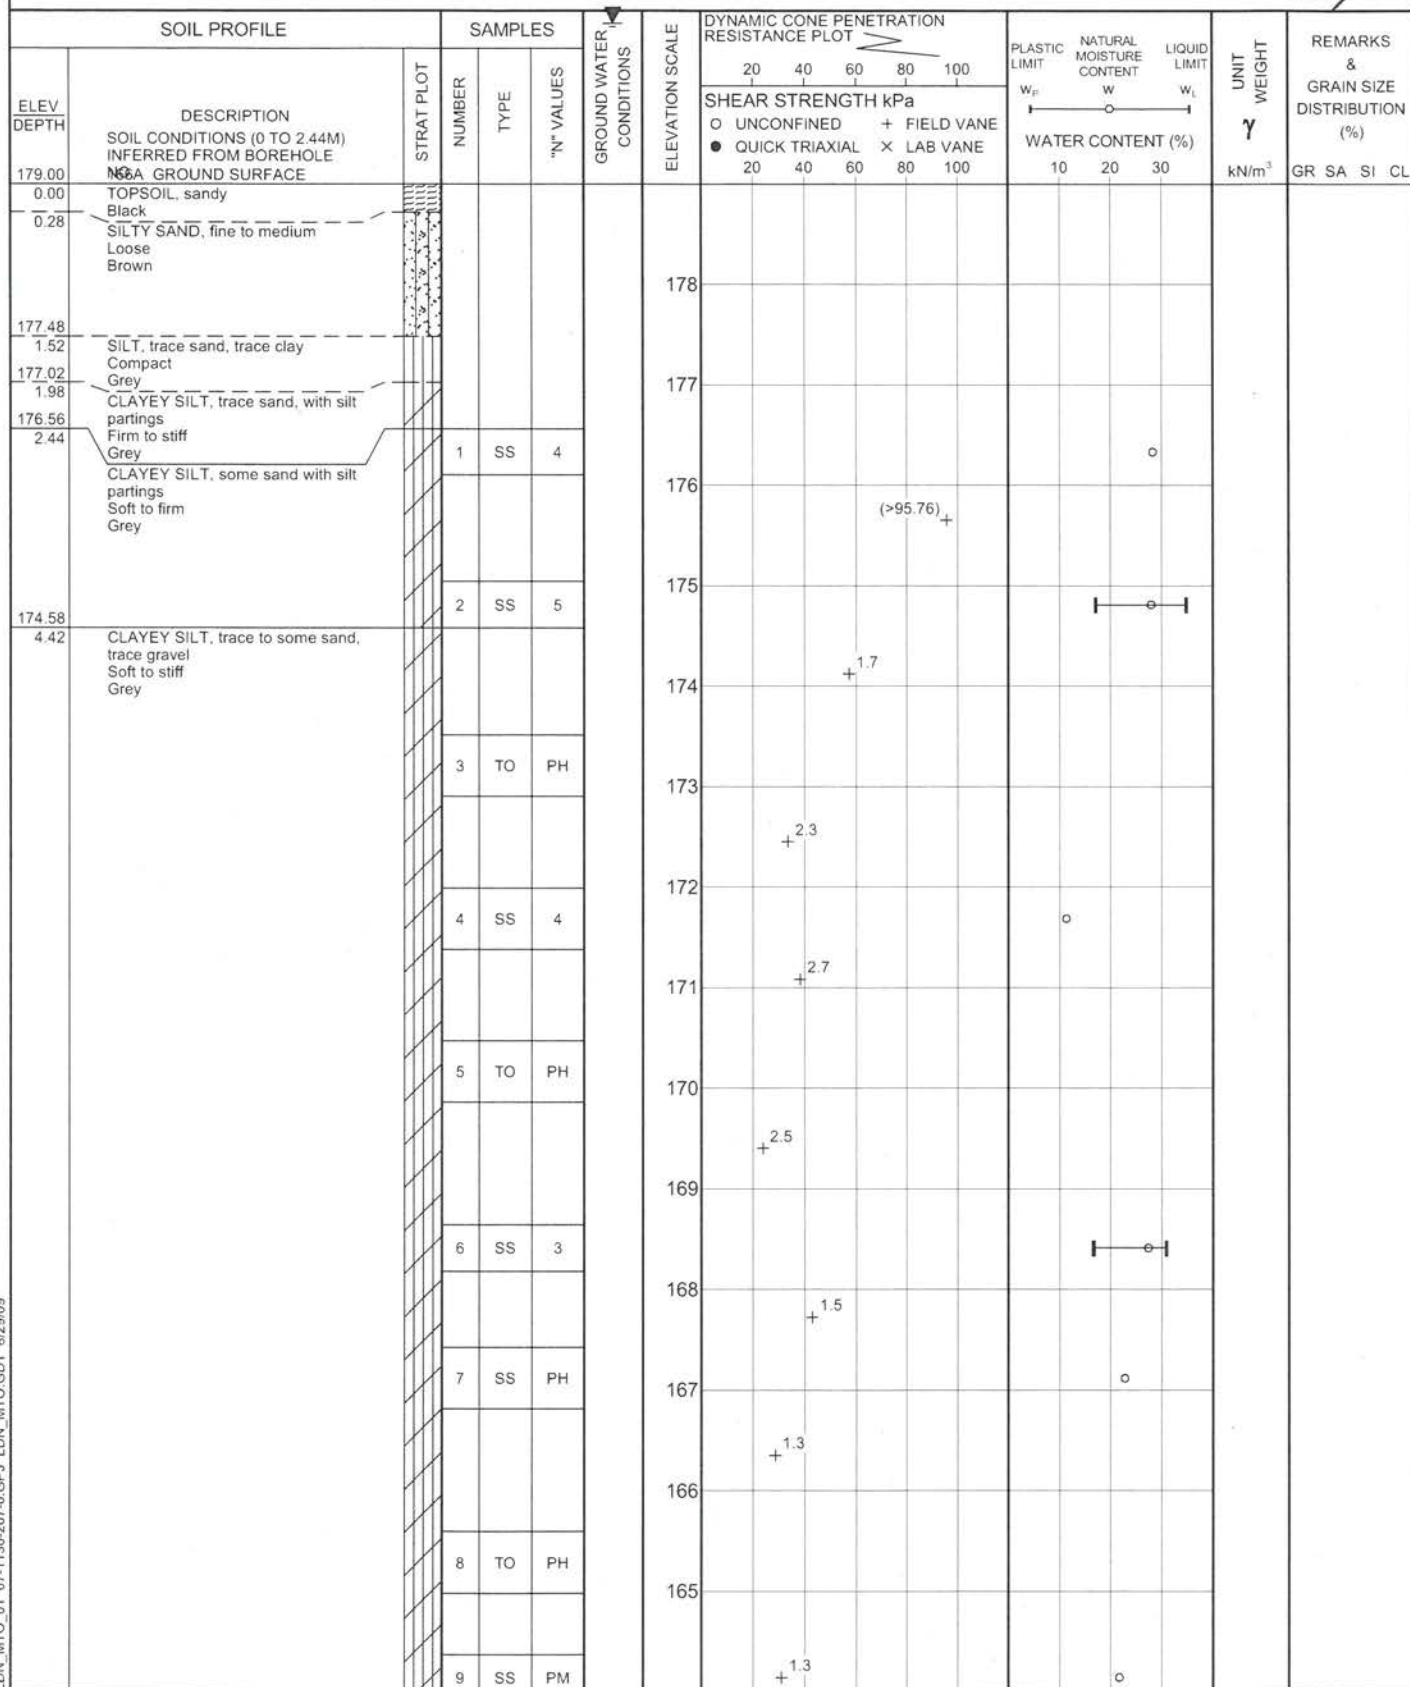 SOIL PROFILE
SAMPLES
GROUND WATER CONDITIONS
ELEVATION SCALE
DYNAMIC CONE PENETRATION
RESISTANCE PLOT
20 40 60 80 100
SHEAR STRENGTH kPa
O UNCONFINED + FIELD VANE
● QUICK TRIAXIAL × LAB VANE
20 40 60 80 100
PLASTIC LIMIT
NATURAL MOISTURE CONTENT
LIQUID LIMIT
WP W WL
WATER CONTENT (%)
10 20 30
UNIT WEIGHT
γ
kN/m³
REMARKS
&
GRAIN SIZE
DISTRIBUTION
(%)
GR SA SI CL
ELEV
DEPTH
DESCRIPTION
SOIL CONDITIONS (0 TO 2.44M)
INFERRED FROM BOREHOLE
NO.
166A GROUND SURFACE
STRAT PLOT
NUMBER
TYPE
"N" VALUES
179.00
0.00
TOPSOIL, sandy
Black
0.28
SILTY SAND, fine to medium
Loose
Brown
177.48
1.52
SILT, trace sand, trace clay
Compact
Grey
177.02
1.98
CLAYEY SILT, trace sand, with silt
partings
Firm to stiff
Grey
176.56
2.44
CLAYEY SILT, some sand with silt
partings
Soft to firm
Grey
174.58
4.42
CLAYEY SILT, trace to some sand,
trace gravel
Soft to stiff
Grey
1 SS 4
2 SS 5
3 TO PH
4 SS 4
5 TO PH
6 SS 3
7 SS PH
8 TO PH
9 SS PM
178
177
176
175
174
173
172
171
170
169
168
167
166
165
(>95.76)
1.7
2.3
2.7
2.5
1.5
1.3
1.3